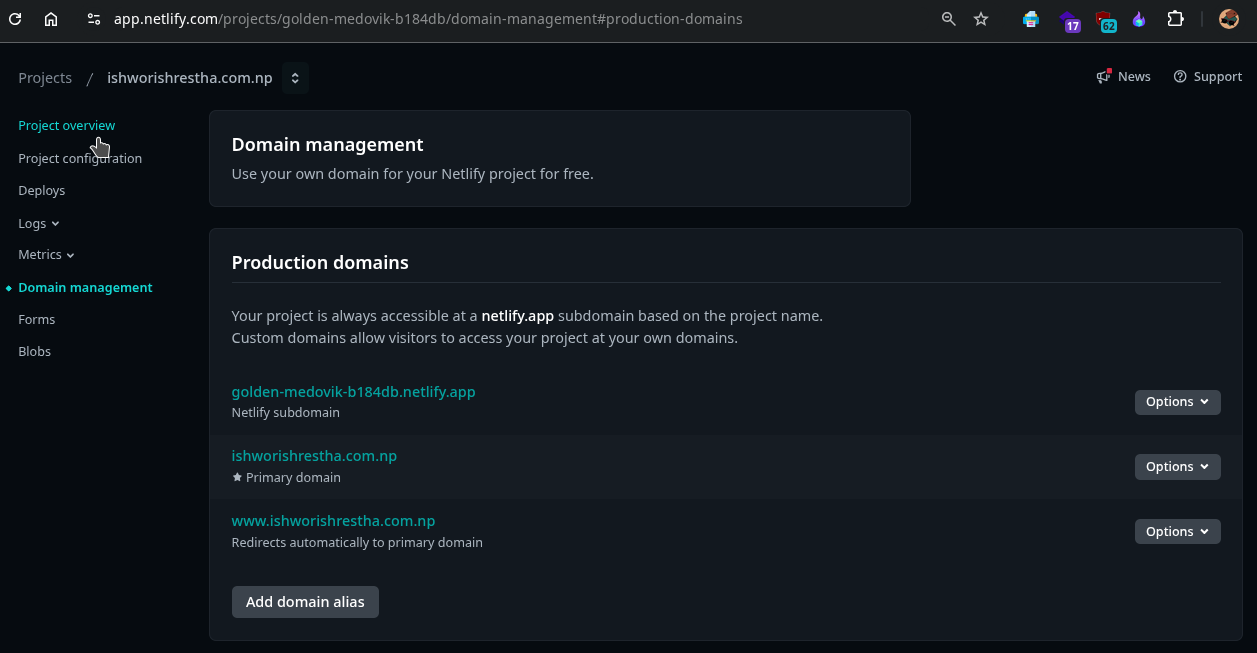 app.netlify.com/projects/golden-medovik-b184db/domain-management#production-domains
17
62
Projects / ishworishrestha.com.np
News
Support
Project overview
Project configuration
Deploys
Logs
Metrics
Domain management
Forms
Blobs
Domain management
Use your own domain for your Netlify project for free.
Production domains
Your project is always accessible at a netlify.app subdomain based on the project name.
Custom domains allow visitors to access your project at your own domains.
golden-medovik-b184db.netlify.app
Netlify subdomain
Options
ishworishrestha.com.np
Primary domain
Options
www.ishworishrestha.com.np
Redirects automatically to primary domain
Options
Add domain alias